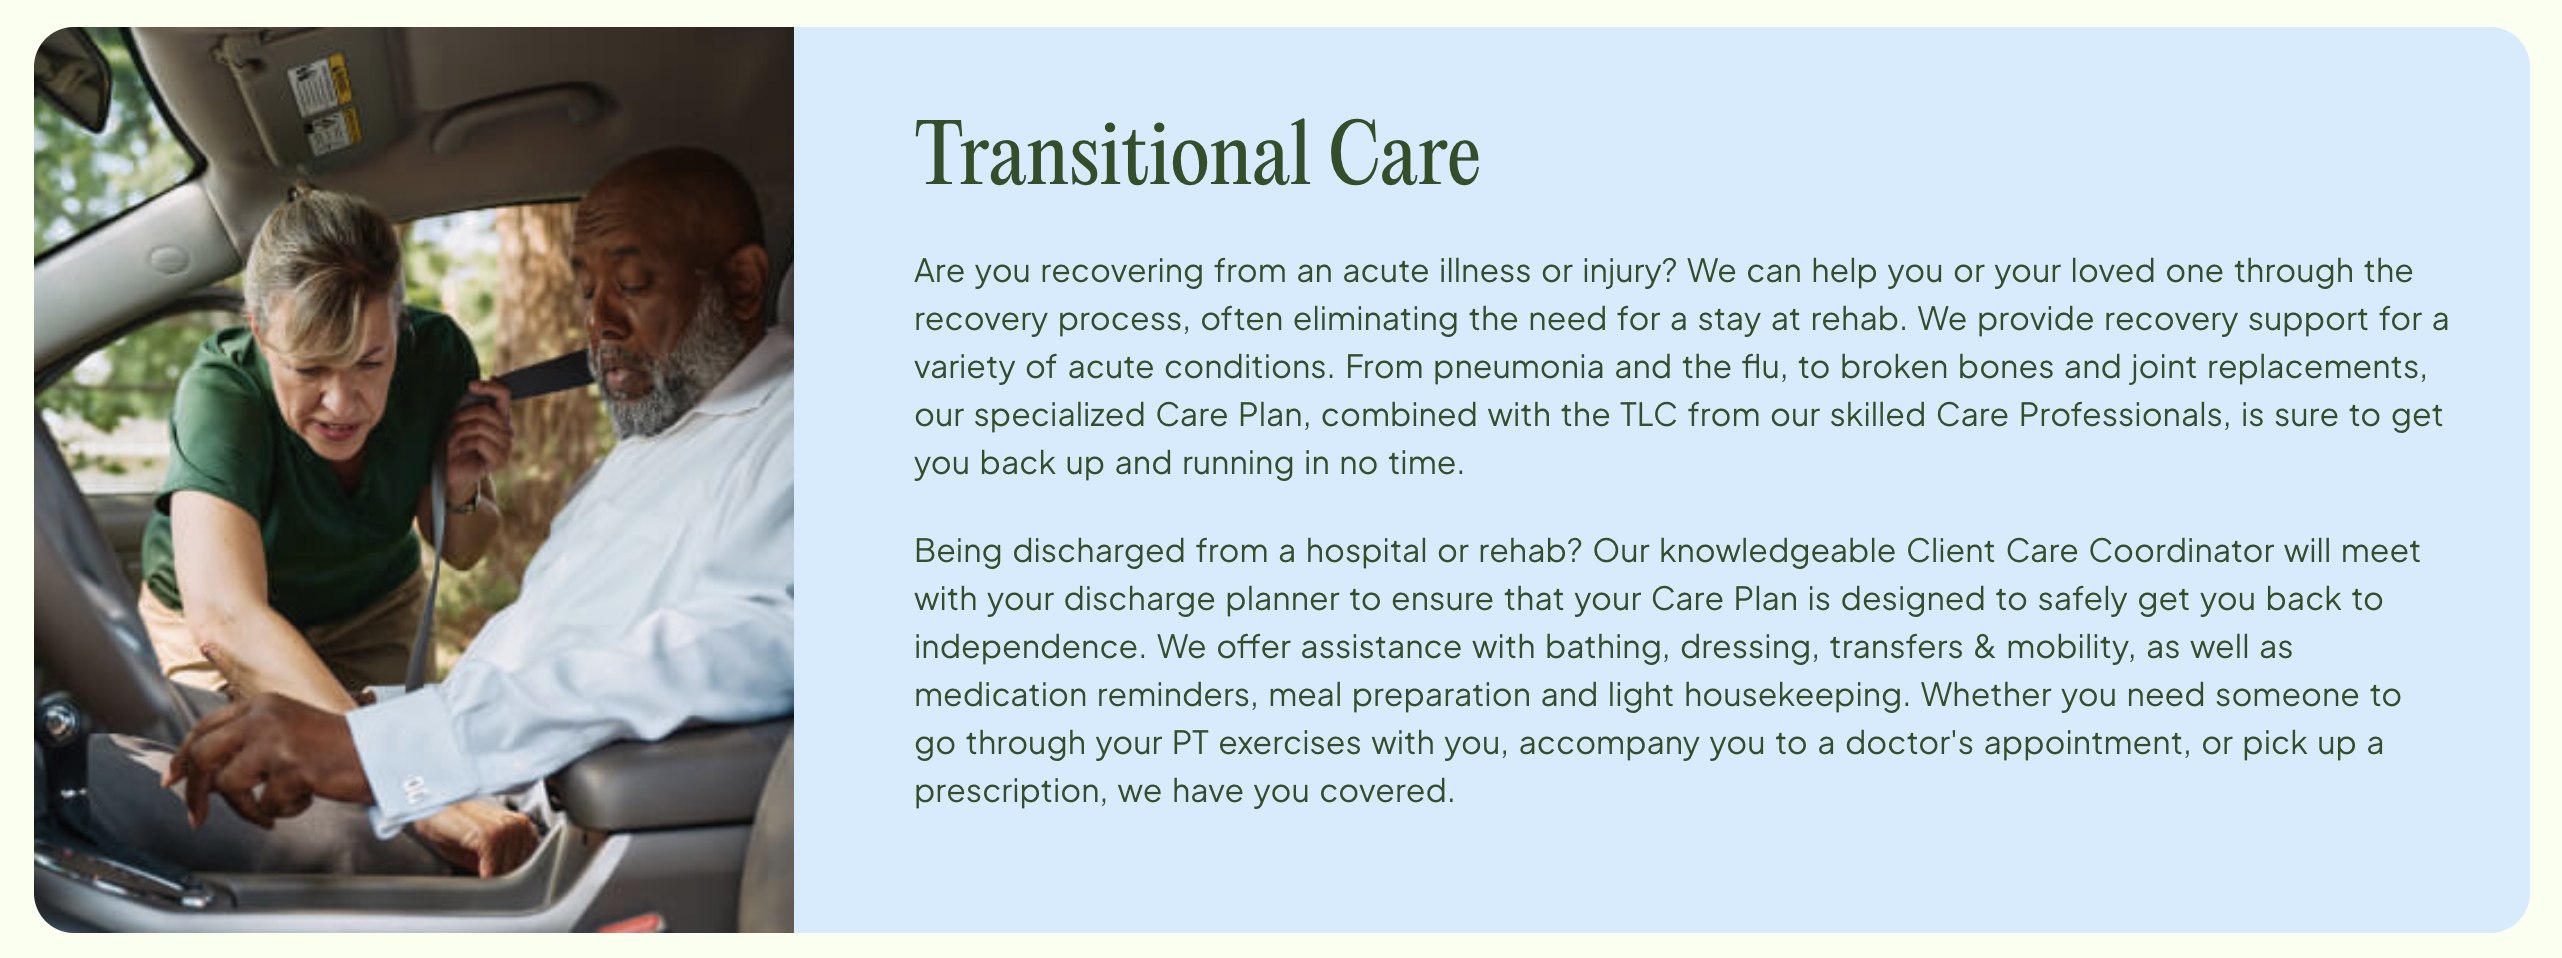 Transitional Care
Are you recovering from an acute illness or injury? We can help you or your loved one through the
recovery process, often eliminating the need for a stay at rehab. We provide recovery support for a
variety of acute conditions. From pneumonia and the flu, to broken bones and joint replacements,
our specialized Care Plan, combined with the TLC from our skilled Care Professionals, is sure to get
you back up and running in no time.
Being discharged from a hospital or rehab? Our knowledgeable Client Care Coordinator will meet
with your discharge planner to ensure that your Care Plan is designed to safely get you back to
independence. We offer assistance with bathing, dressing, transfers & mobility, as well as
medication reminders, meal preparation and light housekeeping. Whether you need someone to
go through your PT exercises with you, accompany you to a doctor's appointment, or pick up a
prescription, we have you covered.